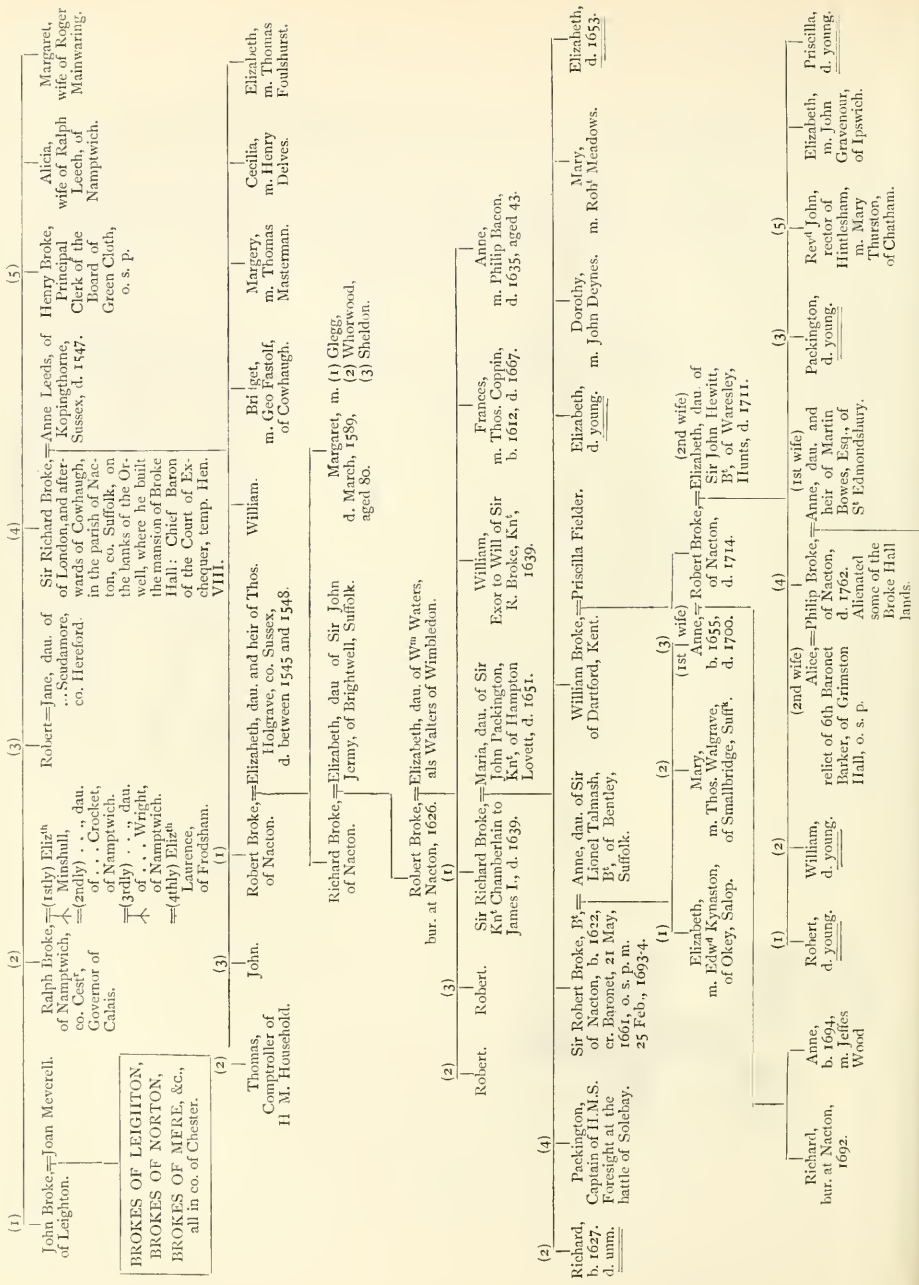 (1)
John Broke,=Joan Meverell.
of Leighton.
BROKES OF LEIGHTON,
BROKES OF NORTON,
BROKES OF MERE, &c.,
all in co. of Chester.
(2)
Ralph Broke,=(1stly) Elizth
of Namptwich, Minshull,
co. Cestr, =(2ndly) . . ., dau.
Governor of of . . . Crocket,
Calais. of Namptwich.
=(3rdly) . . ., dau.
of . . . Wright,
of Namptwich.
=(4thly) Elizth
Laurence,
of Frodsham.
(3)
Robert=Jane, dau. of
...Scudamore,
co. Hereford.
(4)
Sir Richard Broke,=Anne Leeds, of
of London, and after- Kopingthorne,
wards of Cowhaugh, Sussex, d. 1547.
in the parish of Nac-
ton, co. Suffolk, on
the banks of the Or-
well, where he built
the mansion of Broke
Hall: Chief Baron
of the Court of Ex-
chequer, temp. Hen.
VIII.
(5)
Henry Broke,
Principal
Clerk of the
Board of
Green Cloth,
o. s. p.
Alicia,
wife of Ralph
Leech, of
Namptwich.
Margaret,
wife of Roger
Mainwaring.
(2)
Thomas,
Comptroller of
H M. Household.
(3)
John.
(1)
Robert Broke,=Elizabeth, dau. and heir of Thos.
of Nacton. Holgrave, co. Sussex,
d. between 1545 and 1548.
William.
Bridget,
m. Geo Fastolf,
of Cowhaugh.
Margery,
m. Thomas
Masterman.
Cecilia,
m. Henry
Delves.
Elizabeth,
m. Thomas
Foulshurst.
Richard Broke,=Elizabeth, dau of Sir John
of Nacton. Jermy, of Brightwell, Suffolk.
Margaret, m. (1) Glegg,
d. March, 1589, (2) Whorwood,
aged 80. (3) Sheldon.
Robert Broke,=Elizabeth, dau. of Wm Waters,
bur. at Nacton, 1626. als Walters of Wimbledon.
(2)
Robert.
(3)
Robert.
(1)
Sir Richard Broke,=Maria, dau. of Sir
Knt Chamberlain to John Packington,
James I., d. 1639. Knt, of Hampton
Lovett, d. 1651.
William,
Exor to Will of Sir
R. Broke, Knt,
1639.
Frances,
m. Thos. Coppin,
b. 1612, d. 1667.
Anne,
m. Philip Bacon,
d. 1635, aged 43.
(2)
Richard,
b. 1627.
d. unm.
(4)
Packington,
Captain of H.M.S.
Foresight at the
battle of Solebay.
Sir Robert Broke, Bt,= Anne, dau. of Sir
of Nacton, b. 1622, Lionel Talmash,
cr. Baronet, 21 May, Bt, of Bentley,
1661, o. s. p. m. Suffolk.
25 Feb., 1693-4.
William Broke,=Priscilla Fielder.
of Dartford, Kent.
Elizabeth,
d. young.
Dorothy,
m. John Deynes.
Mary,
m. Robt Meadows.
Elizabeth,
d. 1653.
(1)
Elizabeth,
m. Edwd Kynaston,
of Okey, Salop.
(2)
Mary,
m. Thos. Walgrave,
of Smallbridge, Suffk.
(3)
(1st wife) (2nd wife)
Anne,=Robert Broke,=Elizabeth, dau. of
b. 1655, of Nacton, Sir John Hewitt,
d. 1700. d. 1714. Bt, of Waresley,
Hunts, d. 1711.
Richard,
bur. at Nacton,
1692.
Anne,
b. 1694,
m. Jeffes
Wood
(1)
Robert,
d. young.
(2)
William,
d. young.
(4)
(2nd wife) (1st wife)
Alice,=Philip Broke,=Anne, dau. and
relict of 6th Baronet of Nacton, heir of Martin
Barker, of Grimston d. 1762. Bowes, Esq., of
Hall, o. s. p. Alienated St Edmondsbury.
some of the
Broke Hall
lands.
(3)
Packington,
d. young.
(5)
Revd John,
rector of
Hintlesham,
m. Mary
Thurston,
of Chatham.
Elizabeth,
m. John
Gravenour,
of Ipswich.
Priscilla,
d. young.